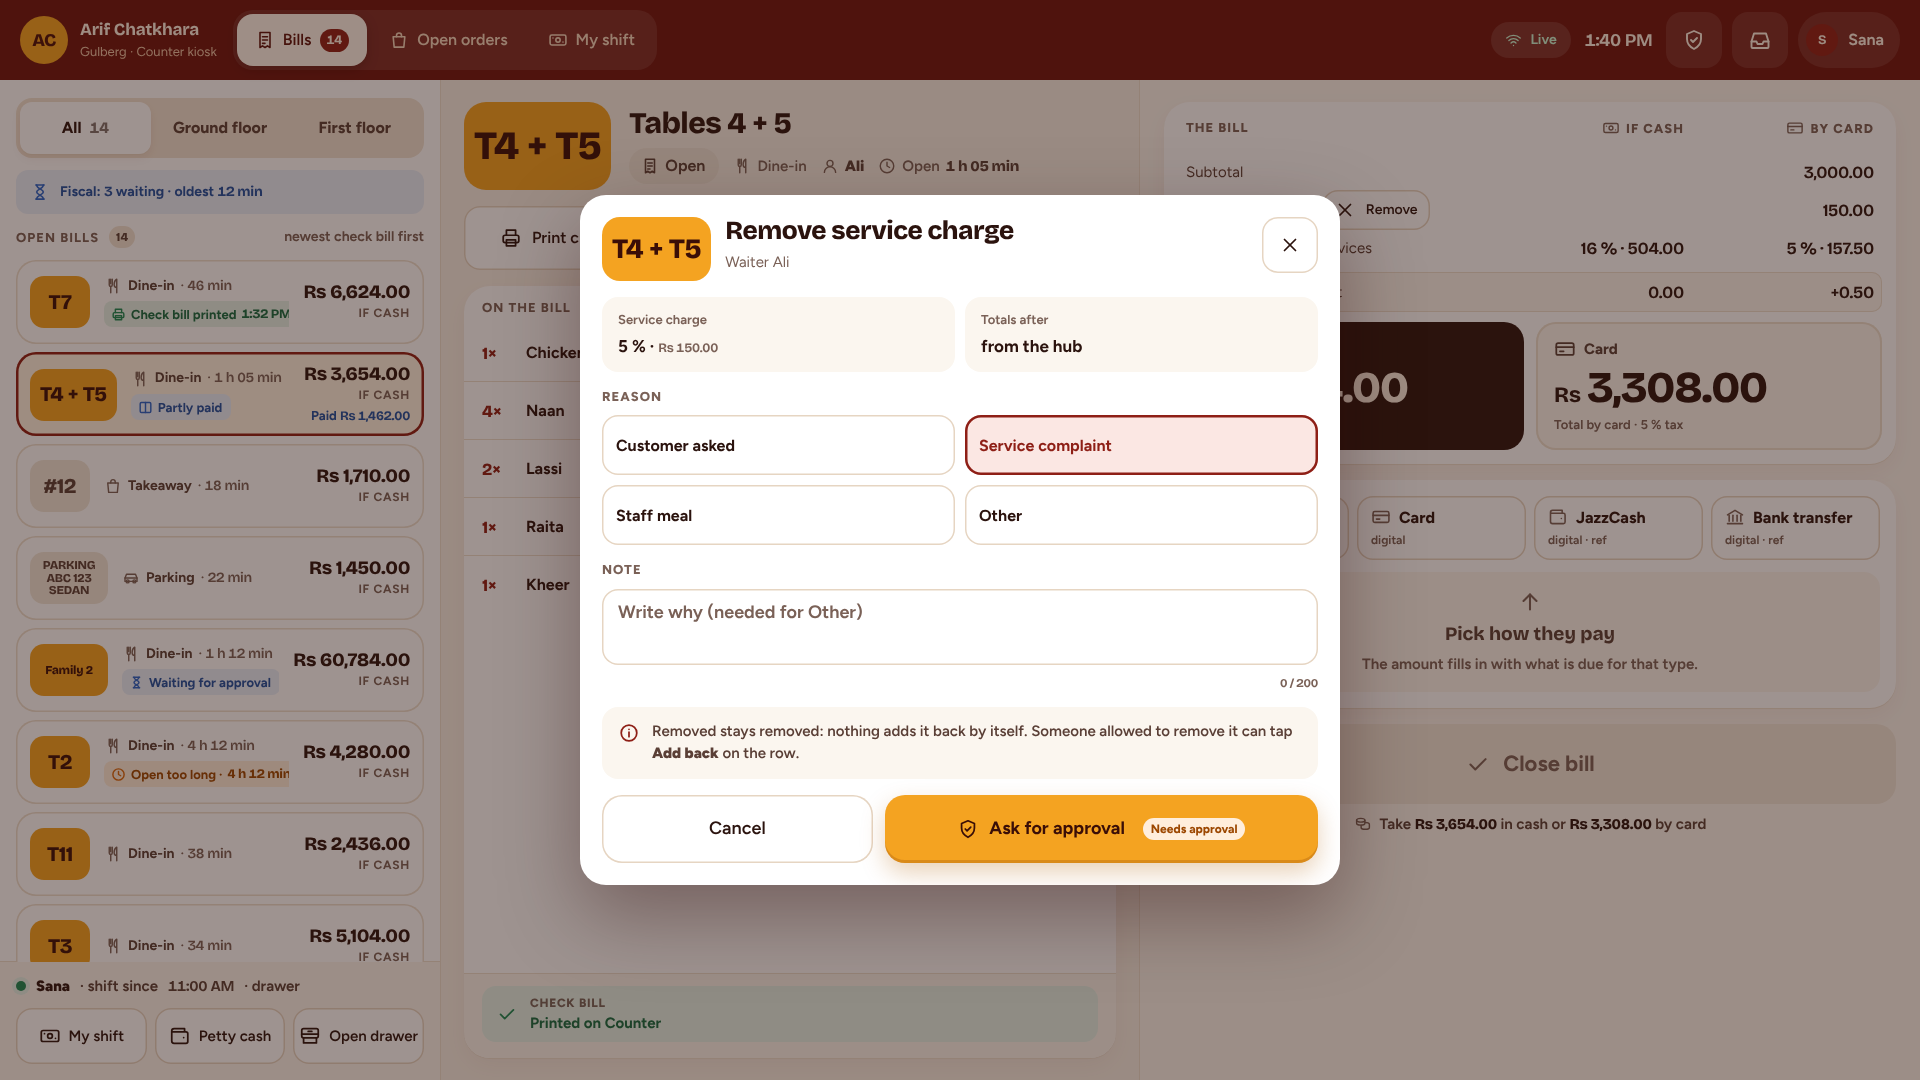 AC
Arif Chatkhara
Gulberg · Counter kiosk
Bills 14
Open orders
My shift
Live
1:40 PM
S
Sana
All 14
Ground floor
First floor
Fiscal: 3 waiting · oldest 12 min
OPEN BILLS 14
newest check bill first
T7
Dine-in · 46 min
Check bill printed 1:32 PM
Rs 6,624.00
IF CASH
T4 + T5
Dine-in · 1 h 05 min
Partly paid
Rs 3,654.00
IF CASH
Paid Rs 1,462.00
#12
Takeaway · 18 min
Rs 1,710.00
IF CASH
PARKING
ABC 123
SEDAN
Parking · 22 min
Rs 1,450.00
IF CASH
Family 2
Dine-in · 1 h 12 min
Waiting for approval
Rs 60,784.00
IF CASH
T2
Dine-in · 4 h 12 min
Open too long · 4 h 12 min
Rs 4,280.00
IF CASH
T11
Dine-in · 38 min
Rs 2,436.00
IF CASH
T3
Dine-in · 34 min
Rs 5,104.00
IF CASH
Sana · shift since 11:00 AM · drawer
My shift
Petty cash
Open drawer
T4 + T5
Tables 4 + 5
Open
Dine-in
Ali
Open 1 h 05 min
Print c
ON THE BILL
1× Chicken
4× Naan
2× Lassi
1× Raita
1× Kheer
CHECK BILL
Printed on Counter
T4 + T5
Remove service charge
Waiter Ali
Service charge
5 % · Rs 150.00
Totals after
from the hub
REASON
Customer asked
Service complaint
Staff meal
Other
NOTE
Write why (needed for Other)
0 / 200
Removed stays removed: nothing adds it back by itself. Someone allowed to remove it can tap
Add back on the row.
Cancel
Ask for approval
Needs approval
THE BILL
IF CASH
BY CARD
Subtotal
3,000.00
Remove
150.00
vices
16 % · 504.00
5 % · 157.50
0.00
+0.50
.00
Card
Rs 3,308.00
Total by card · 5 % tax
Card
digital
JazzCash
digital · ref
Bank transfer
digital · ref
Pick how they pay
The amount fills in with what is due for that type.
Close bill
Take Rs 3,654.00 in cash or Rs 3,308.00 by card